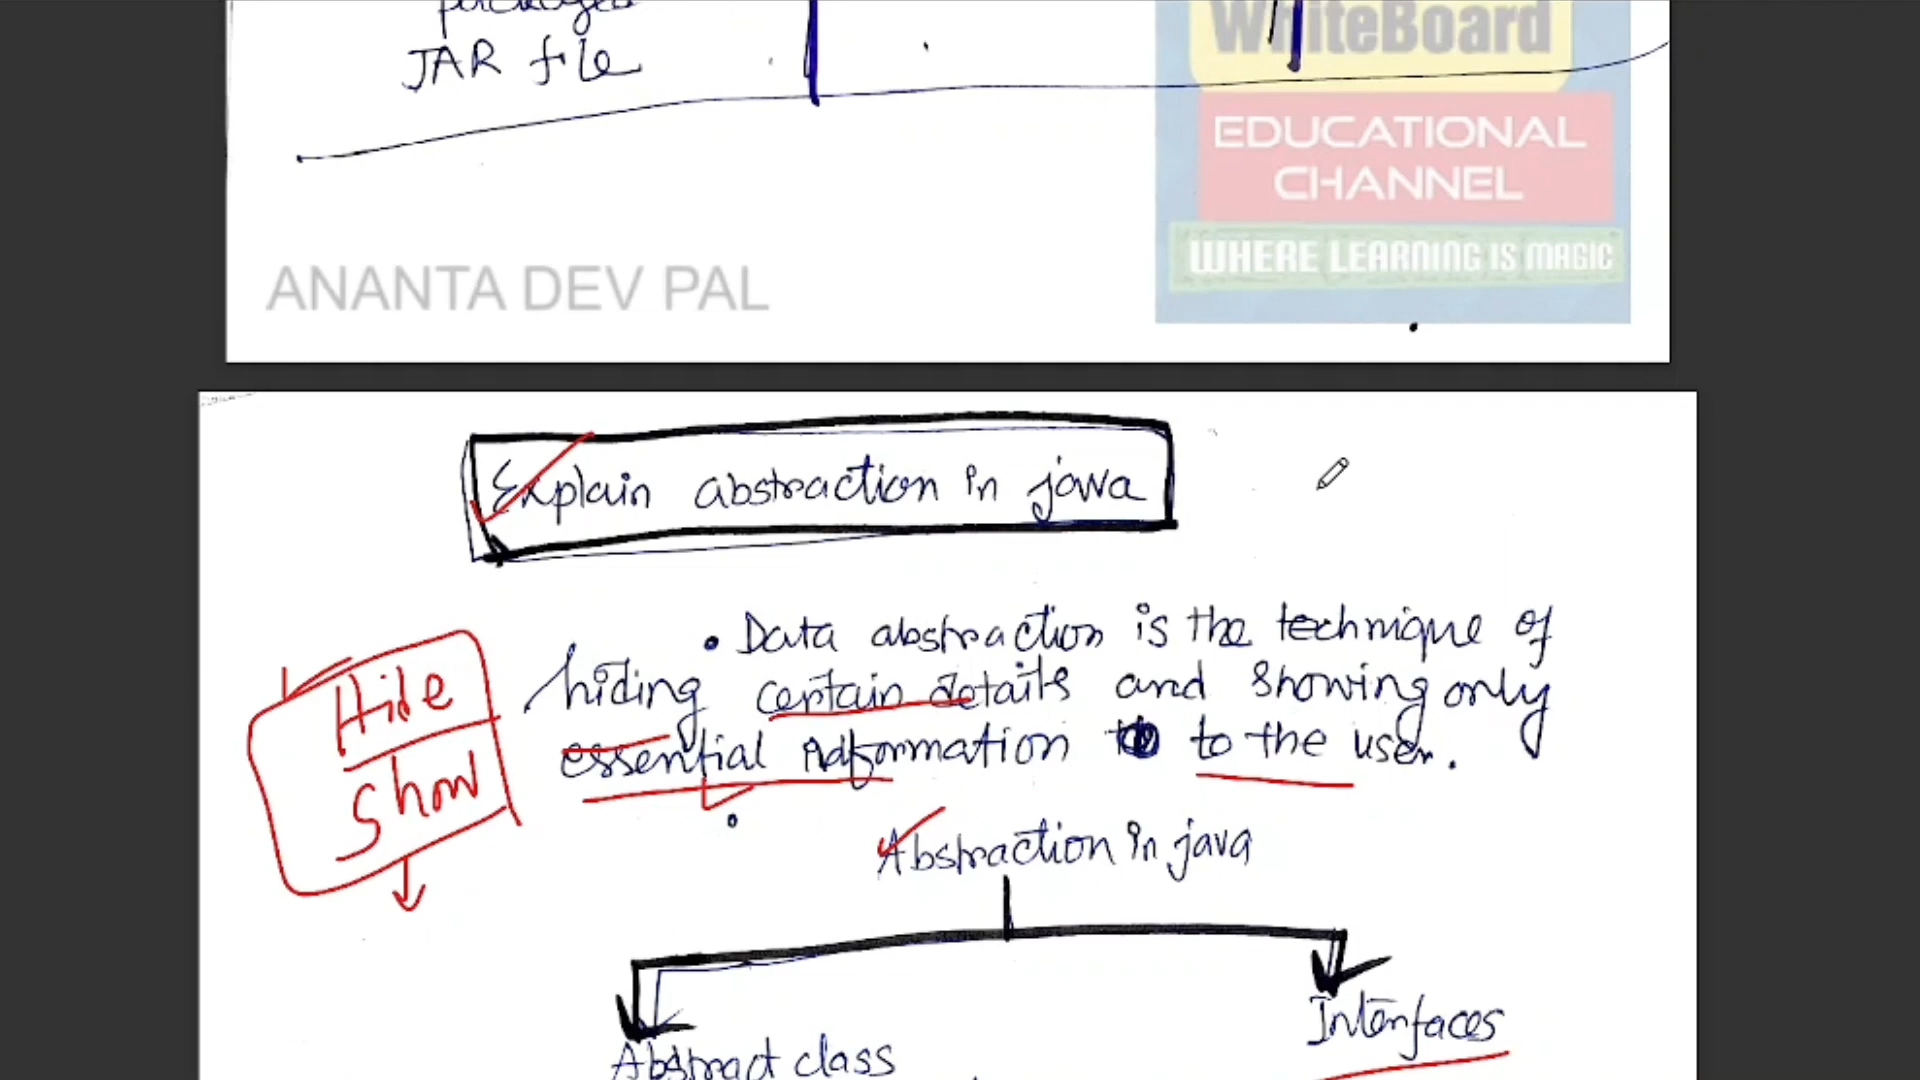 JAR file
WhiteBoard
EDUCATIONAL
CHANNEL
WHERE LEARNING IS MAGIC
ANANTA DEV PAL
Explain abstraction in java
• Data abstraction is the technique of
hiding certain details and showing only
essential information to the user.
Hide
Show
Abstraction in java
Interfaces
Abstract class